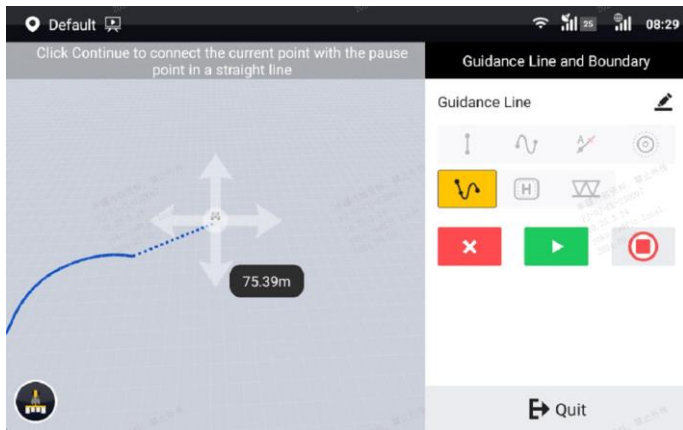 Default
25
08:29
Click Continue to connect the current point with the pause
point in a straight line
Guidance Line and Boundary
Guidance Line
A
H
75.39m
Quit